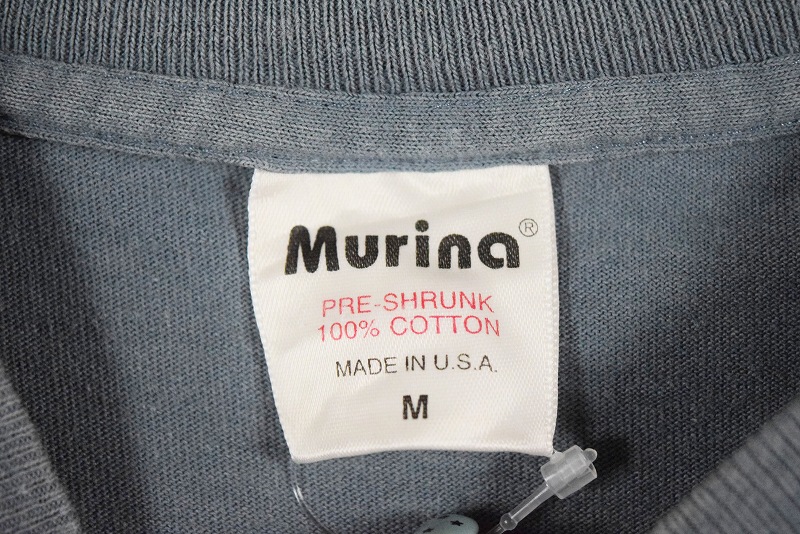 Murina®
PRE-SHRUNK
100% COTTON
MADE IN U.S.A.
M